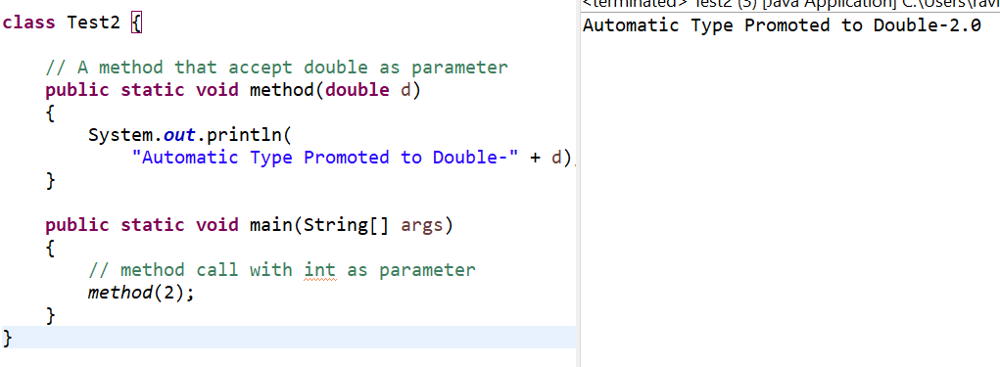 class Test2 {
// A method that accept double as parameter
public static void method(double d)
{
System.out.println(
"Automatic Type Promoted to Double-" + d)
}
public static void main(String[] args)
{
// method call with int as parameter
method(2);
}
}
<terminated> Test2 (3) [Java Application] C:\Users\ravi
Automatic Type Promoted to Double-2.0